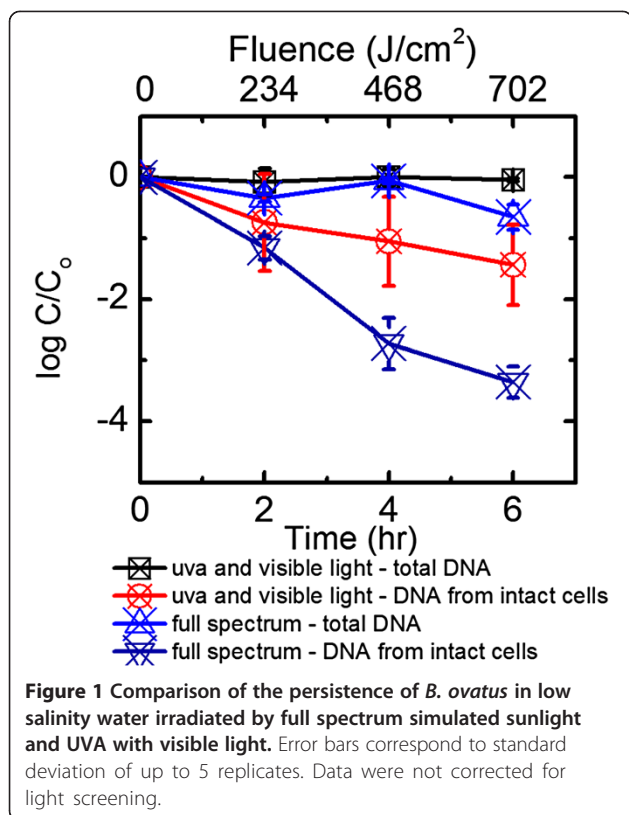 Fluence (J/cm²)
0 234 468 702
0
-2
-4
log C/Cₒ
0 2 4 6
Time (hr)
uva and visible light - total DNA
uva and visible light - DNA from intact cells
full spectrum - total DNA
full spectrum - DNA from intact cells
Figure 1 Comparison of the persistence of B. ovatus in low
salinity water irradiated by full spectrum simulated sunlight
and UVA with visible light. Error bars correspond to standard
deviation of up to 5 replicates. Data were not corrected for
light screening.